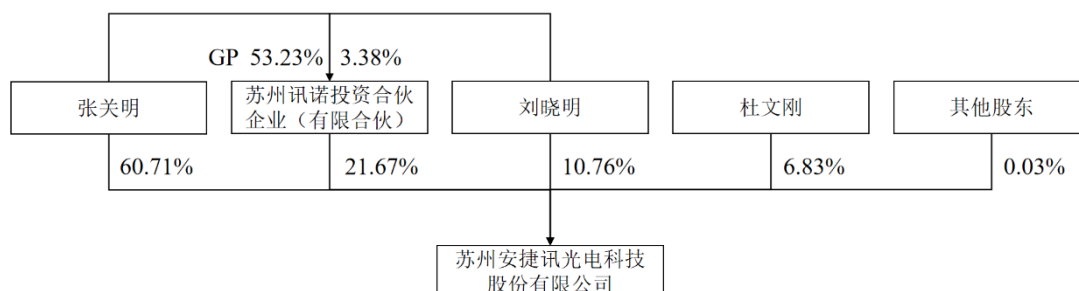 GP 53.23% 3.38%
张关明
苏州讯诺投资合伙
企业（有限合伙）
刘晓明
杜文刚
其他股东
60.71%
21.67%
10.76%
6.83%
0.03%
苏州安捷讯光电科技
股份有限公司